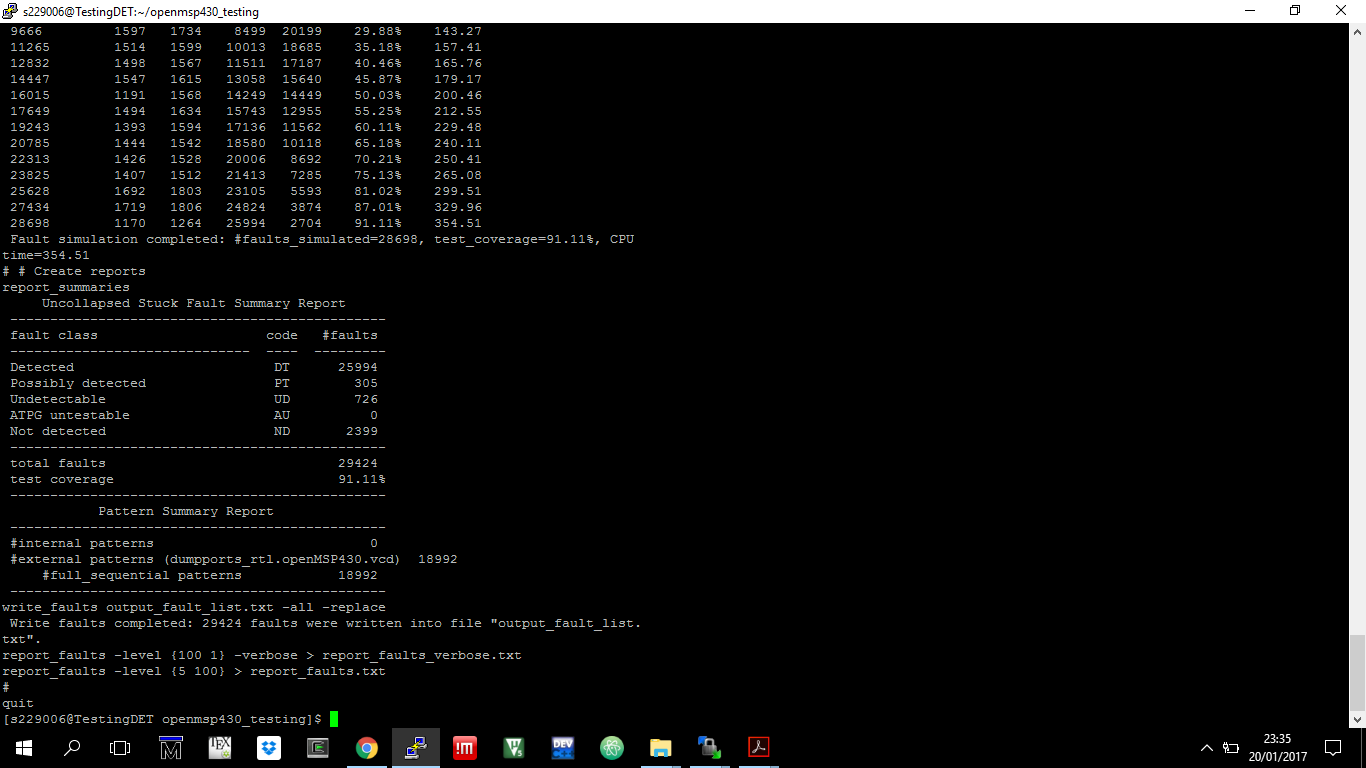 s229006@TestingDET:~/openmsp430_testing
9666 1597 1734 8499 20199 29.88% 143.27
11265 1514 1599 10013 18685 35.18% 157.41
12832 1498 1567 11511 17187 40.46% 165.76
14447 1547 1615 13058 15640 45.87% 179.17
16015 1191 1568 14249 14449 50.03% 200.46
17649 1494 1634 15743 12955 55.25% 212.55
19243 1393 1594 17136 11562 60.11% 229.48
20785 1444 1542 18580 10118 65.18% 240.11
22313 1426 1528 20006 8692 70.21% 250.41
23825 1407 1512 21413 7285 75.13% 265.08
25628 1692 1803 23105 5593 81.02% 299.51
27434 1719 1806 24824 3874 87.01% 329.96
28698 1170 1264 25994 2704 91.11% 354.51
Fault simulation completed: #faults_simulated=28698, test_coverage=91.11%, CPU
time=354.51
# # Create reports
report_summaries
Uncollapsed Stuck Fault Summary Report
-----------------------------------------------
fault class code #faults
------------------------------ ---- ---------
Detected DT 25994
Possibly detected PT 305
Undetectable UD 726
ATPG untestable AU 0
Not detected ND 2399
-----------------------------------------------
total faults 29424
test coverage 91.11%
-----------------------------------------------
Pattern Summary Report
-----------------------------------------------
#internal patterns 0
#external patterns (dumpports_rtl.openMSP430.vcd) 18992
#full_sequential patterns 18992
-----------------------------------------------
write_faults output_fault_list.txt -all -replace
Write faults completed: 29424 faults were written into file "output_fault_list.
txt".
report_faults -level {100 1} -verbose > report_faults_verbose.txt
report_faults -level {5 100} > report_faults.txt
#
quit
[s229006@TestingDET openmsp430_testing]$
23:35
20/01/2017